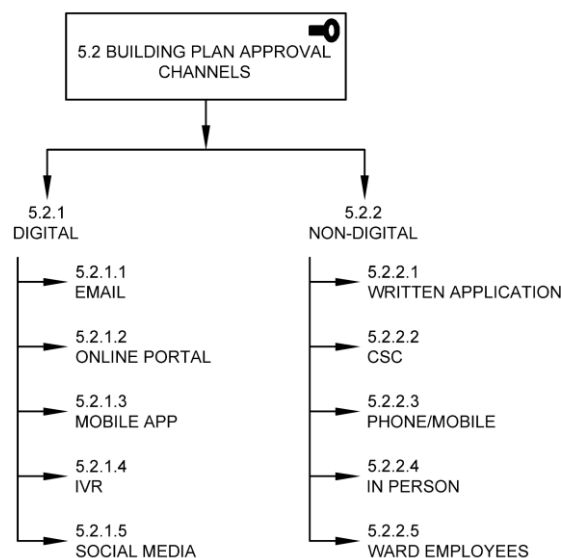 5.2 BUILDING PLAN APPROVAL
CHANNELS
5.2.1
DIGITAL
5.2.1.1
EMAIL
5.2.1.2
ONLINE PORTAL
5.2.1.3
MOBILE APP
5.2.1.4
IVR
5.2.1.5
SOCIAL MEDIA
5.2.2
NON-DIGITAL
5.2.2.1
WRITTEN APPLICATION
5.2.2.2
CSC
5.2.2.3
PHONE/MOBILE
5.2.2.4
IN PERSON
5.2.2.5
WARD EMPLOYEES